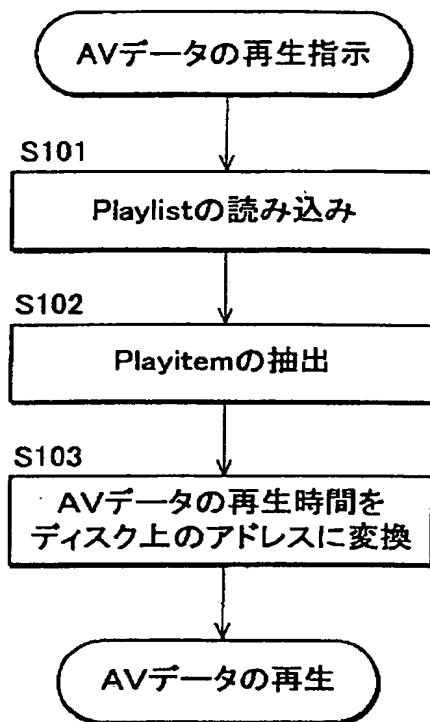 AVデータの再生指示
S101
Playlistの読み込み
S102
Playitemの抽出
S103
AVデータの再生時間を
ディスク上のアドレスに変換
AVデータの再生